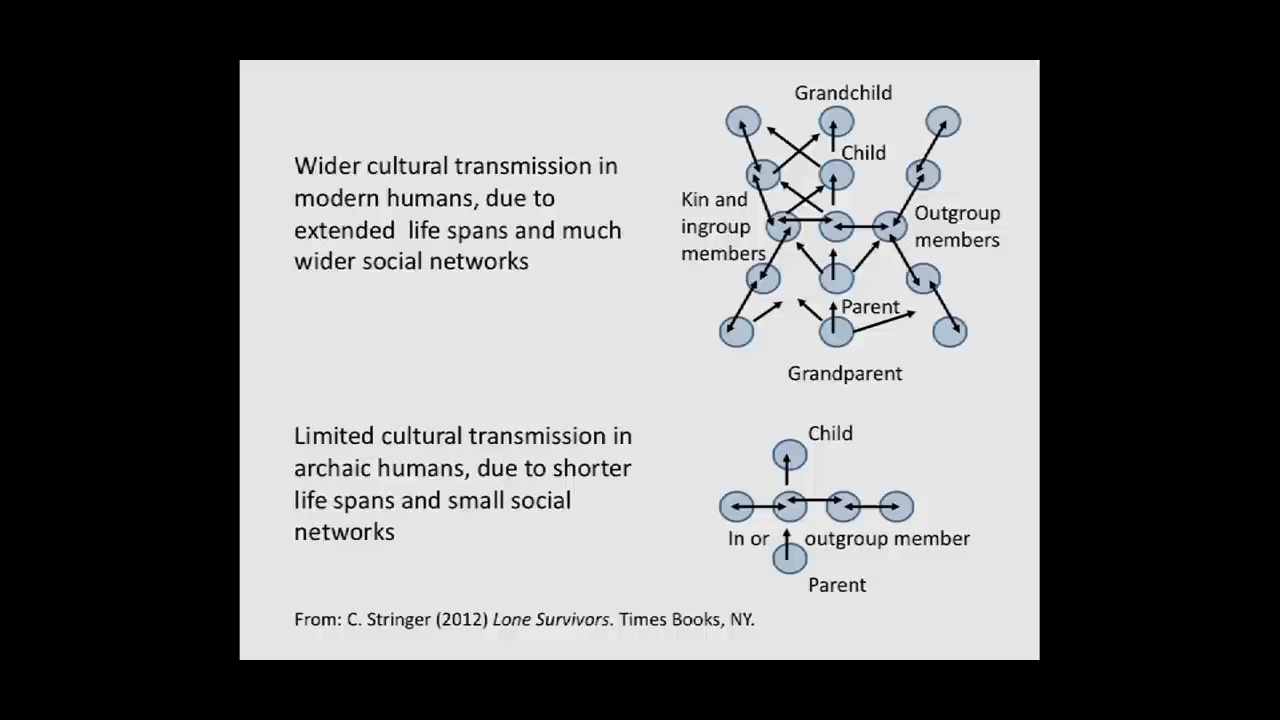 Grandchild
Child
Wider cultural transmission in
modern humans, due to
extended life spans and much
wider social networks
Kin and
ingroup
members
Outgroup
members
Parent
Grandparent
Limited cultural transmission in
archaic humans, due to shorter
life spans and small social
networks
Child
In or outgroup member
Parent
From: C. Stringer (2012) Lone Survivors. Times Books, NY.